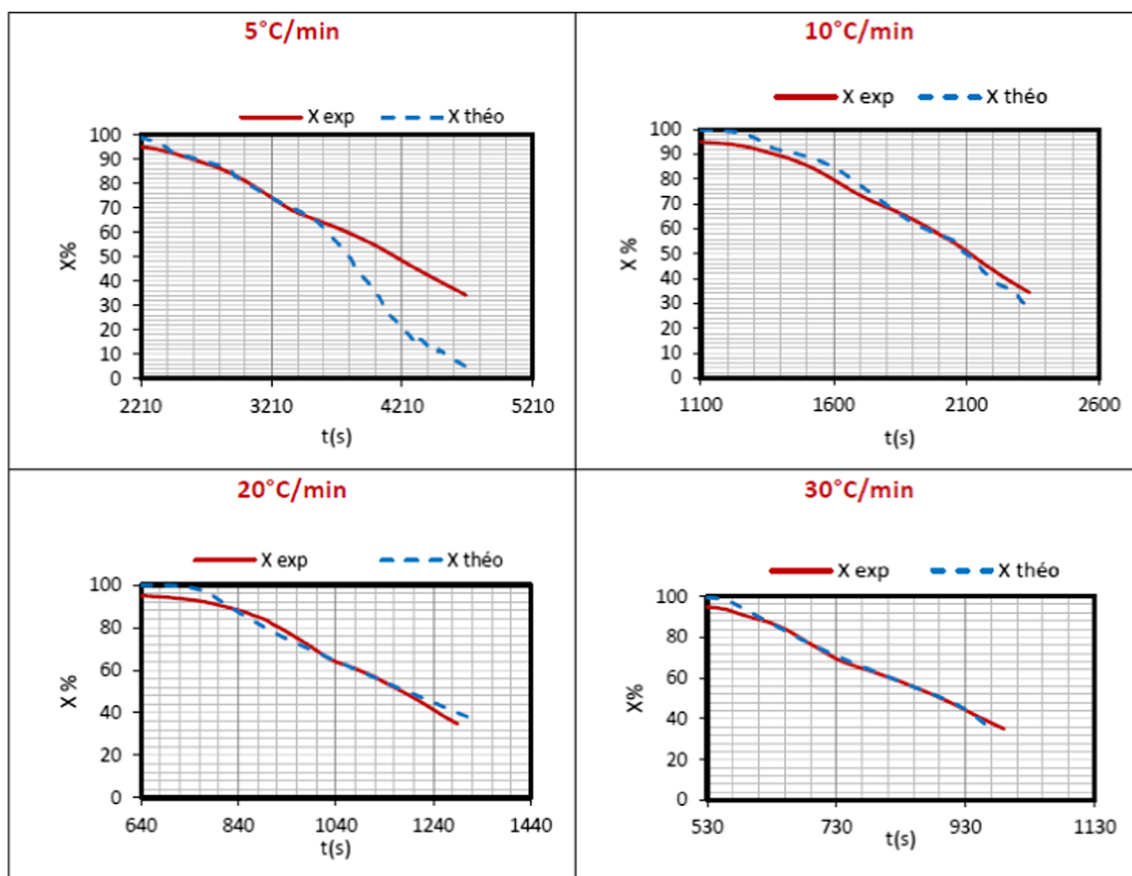 5°C/min
X exp
X théo
100
90
80
70
60
50
40
30
20
10
0
X%
2210 3210 4210 5210
t(s)
10°C/min
X exp
X théo
100
90
80
70
60
50
40
30
20
10
0
X %
1100 1600 2100 2600
t(s)
20°C/min
X exp
X théo
100
80
60
40
20
0
X %
640 840 1040 1240 1440
t(s)
30°C/min
X exp
X théo
100
80
60
40
20
0
X%
530 730 930 1130
t(s)